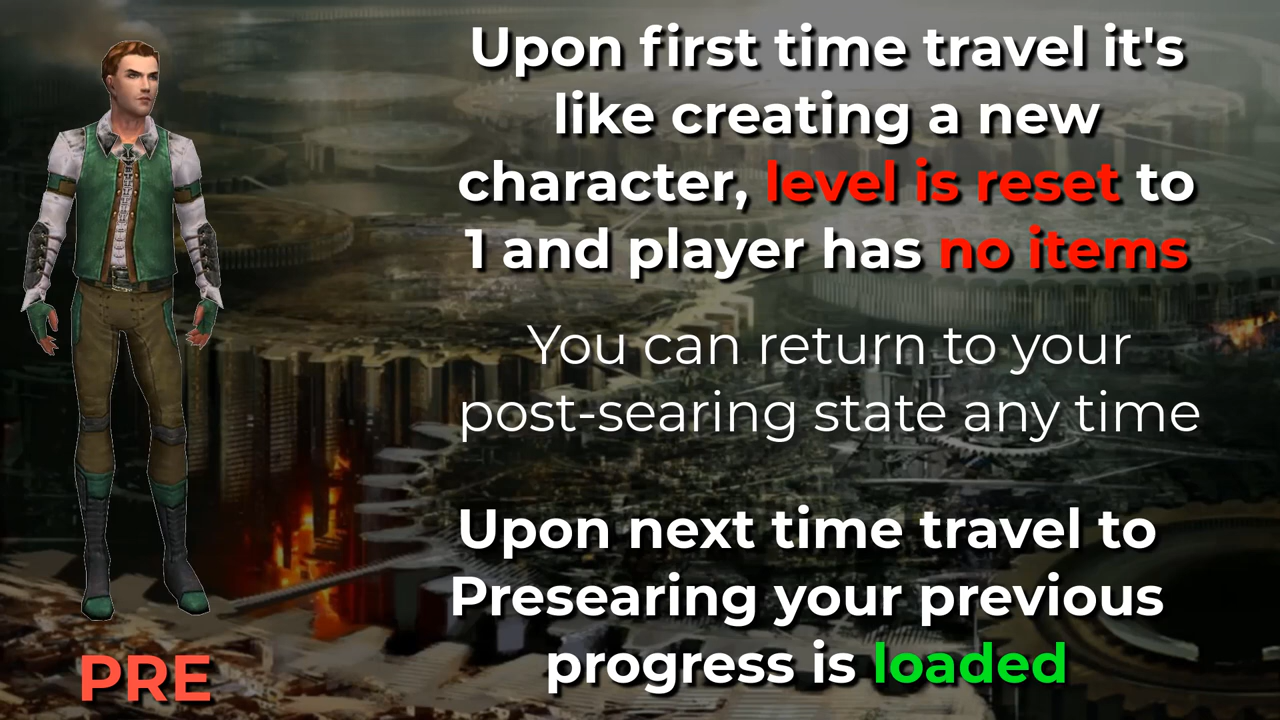 Upon first time travel it's
like creating a new
character, level is reset to
1 and player has no items
You can return to your
post-searing state any time
Upon next time travel to
Presearing your previous
progress is loaded
PRE